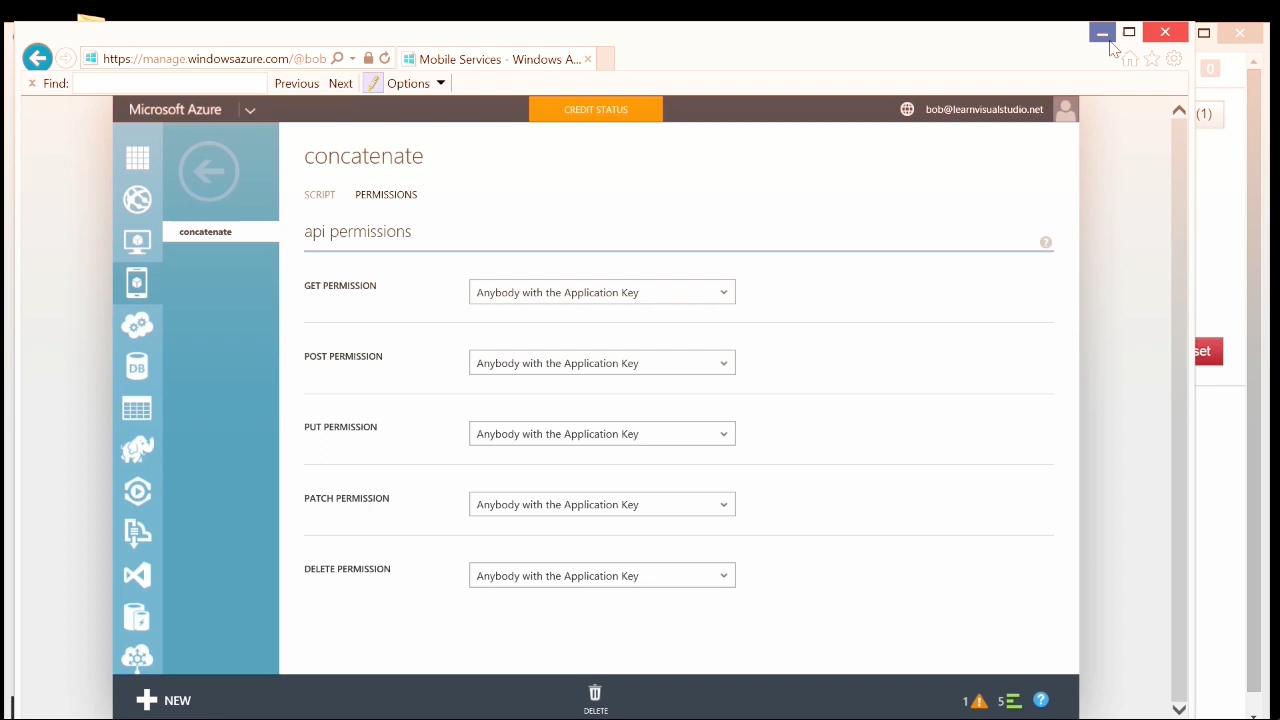 https://manage.windowsazure.com/@bob
Mobile Services - Windows A...
0
x Find:
Previous Next
Options
(1)
Microsoft Azure
CREDIT STATUS
bob@learnvisualstudio.net
concatenate
SCRIPT PERMISSIONS
concatenate
api permissions
?
GET PERMISSION
Anybody with the Application Key
POST PERMISSION
Anybody with the Application Key
set
DB
PUT PERMISSION
Anybody with the Application Key
PATCH PERMISSION
Anybody with the Application Key
DELETE PERMISSION
Anybody with the Application Key
NEW
DELETE
1
5
?